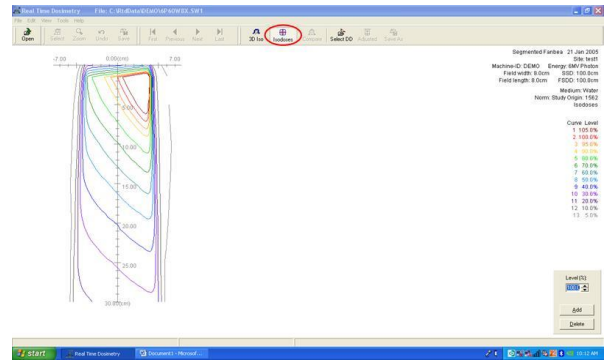 Real Time Dosimetry File: C:\RtdData\DEMO\6P60W8X.SW1
File Edit View Tools Help
Open Select Zoom Undo Save First Previous Next Last 3D Iso Isodoses Compare Select DD Adjusted Save As
Segmented Fanbea 21 Jan 2005
Site: test1
Machine-ID: DEMO Energy: 6MV Photon
Field width: 8.0cm SSD: 100.0cm
Field length: 8.0cm FSDD: 100.0cm
Medium: Water
Norm: Study Origin: 1562
Isodoses
Curve Level
1 105.0%
2 100.0%
3 95.0%
4 90.0%
5 80.0%
6 70.0%
7 60.0%
8 50.0%
9 40.0%
10 30.0%
11 20.0%
12 10.0%
13 5.0%
-7.00 0.00(cm) 7.00
5.00
10.00
15.00
20.00
25.00
30.00(cm)
Level (%)
100.0
Add
Delete
start Real Time Dosimetry Document1 - Microsof... 10:12 AM